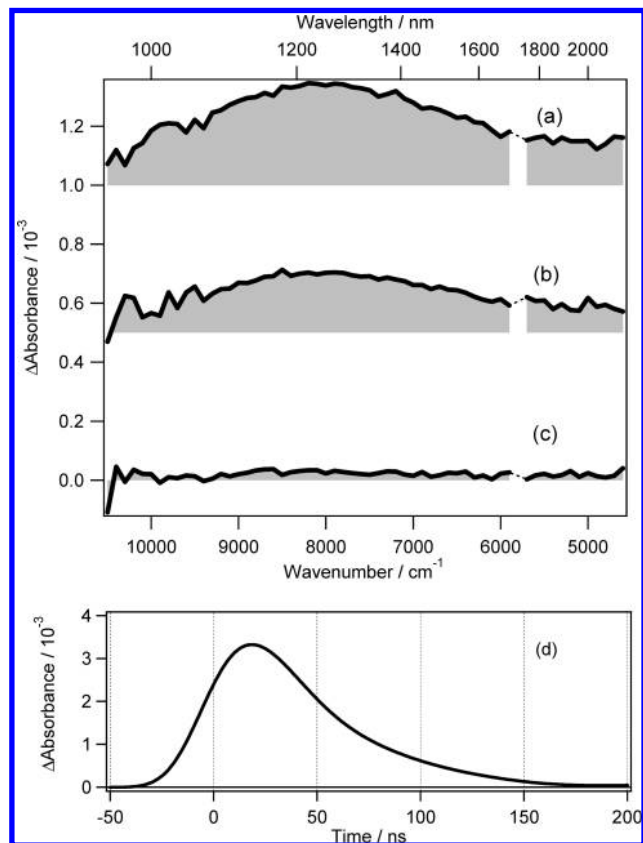 Wavelength / nm
1000 1200 1400 1600 1800 2000
(a)
1.2
1.0
0.8
(b)
0.6
0.4
(c)
0.2
0.0
ΔAbsorbance / 10⁻³
10000 9000 8000 7000 6000 5000
Wavenumber / cm⁻¹
4
(d)
3
2
1
0
ΔAbsorbance / 10⁻³
-50 0 50 100 150 200
Time / ns